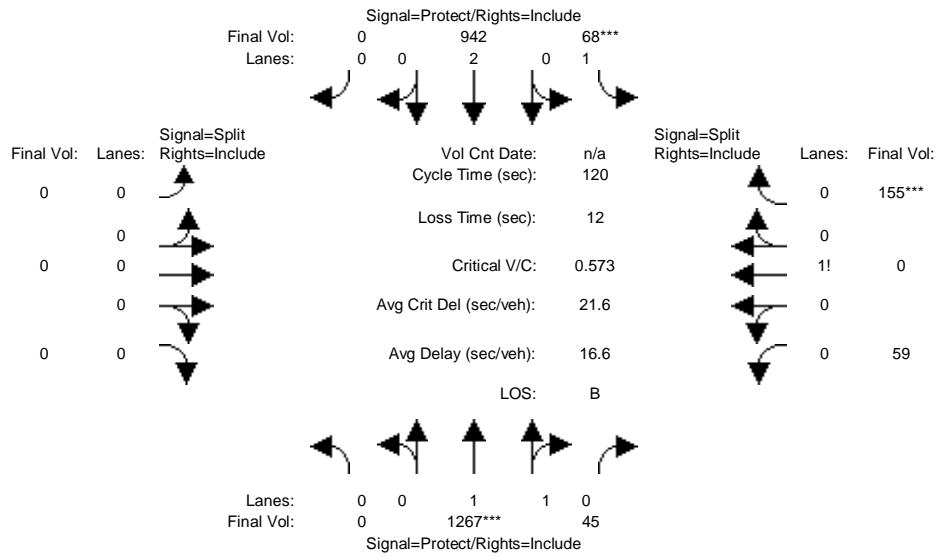 Signal=Protect/Rights=Include
Final Vol: 0 942 68***
Lanes: 0 0 2 0 1
Signal=Split
Final Vol: Lanes: Rights=Include
Vol Cnt Date: n/a
Signal=Split
Rights=Include Lanes: Final Vol:
Cycle Time (sec): 120
0 0
0 155***
Loss Time (sec): 12
0
0
0 0
Critical V/C: 0.573
1! 0
0
Avg Crit Del (sec/veh): 21.6
0
0 0
Avg Delay (sec/veh): 16.6
0 59
LOS: B
Lanes: 0 0 1 1 0
Final Vol: 0 1267*** 45
Signal=Protect/Rights=Include